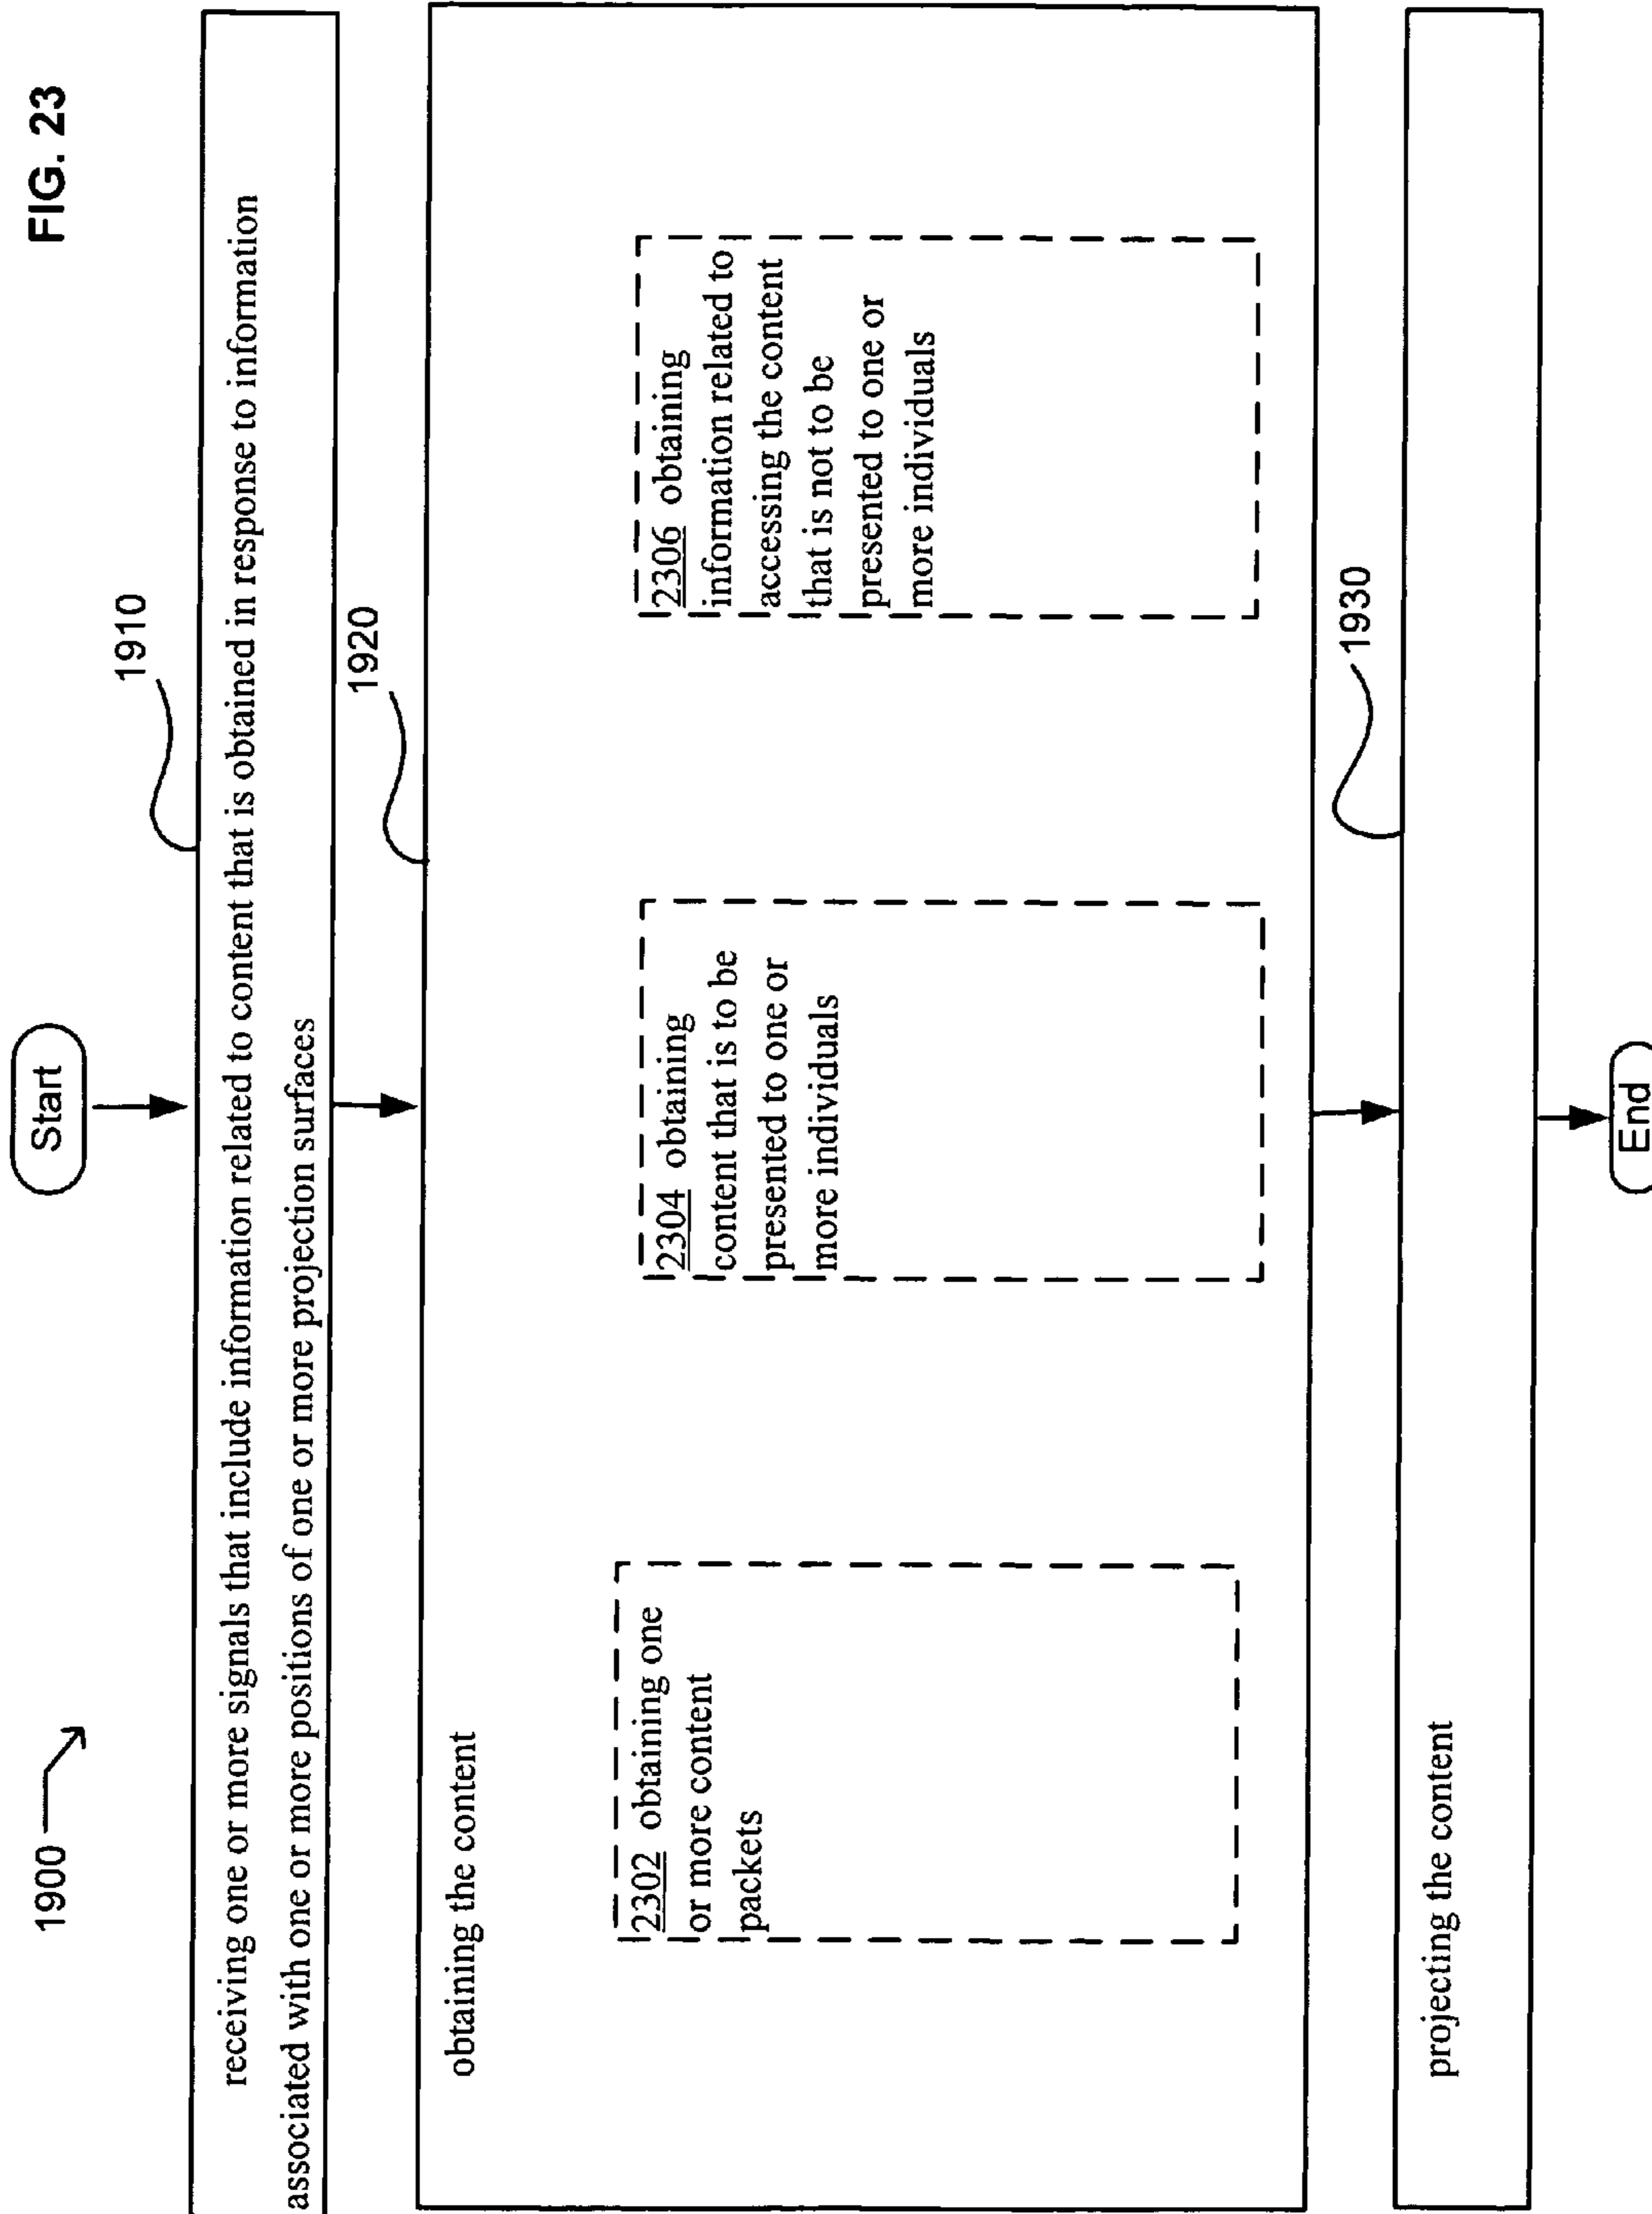 FIG. 23
1900
Start
1910
receiving one or more signals that include information related to content that is obtained in response to information
associated with one or more positions of one or more projection surfaces
1920
obtaining the content
2302 obtaining one
or more content
packets
2304 obtaining
content that is to be
presented to one or
more individuals
2306 obtaining
information related to
accessing the content
that is not to be
presented to one or
more individuals
1930
projecting the content
End